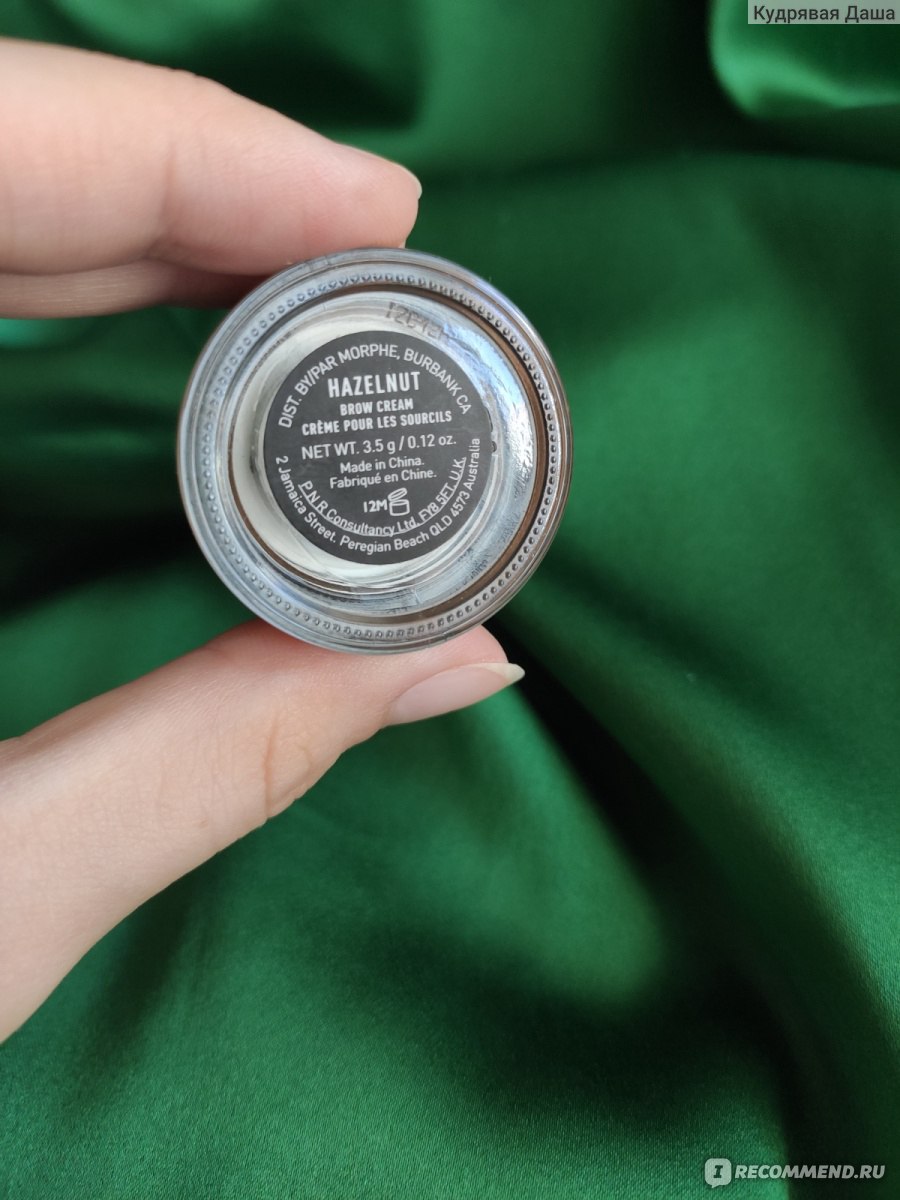 Кудрявая Даша
DIST. BY/PAR MORPHE, BURBANK CA
HAZELNUT
BROW CREAM
CRÈME POUR LES SOURCILS
NET WT. 3.5 g / 0.12 oz.
Made in China.
Fabriqué en Chine.
12M
P.N.R Consultancy Ltd. FY8 5FT U.K.
2 Jamaica Street. Peregian Beach QLD 4573 Australia
IRECOMMEND.RU